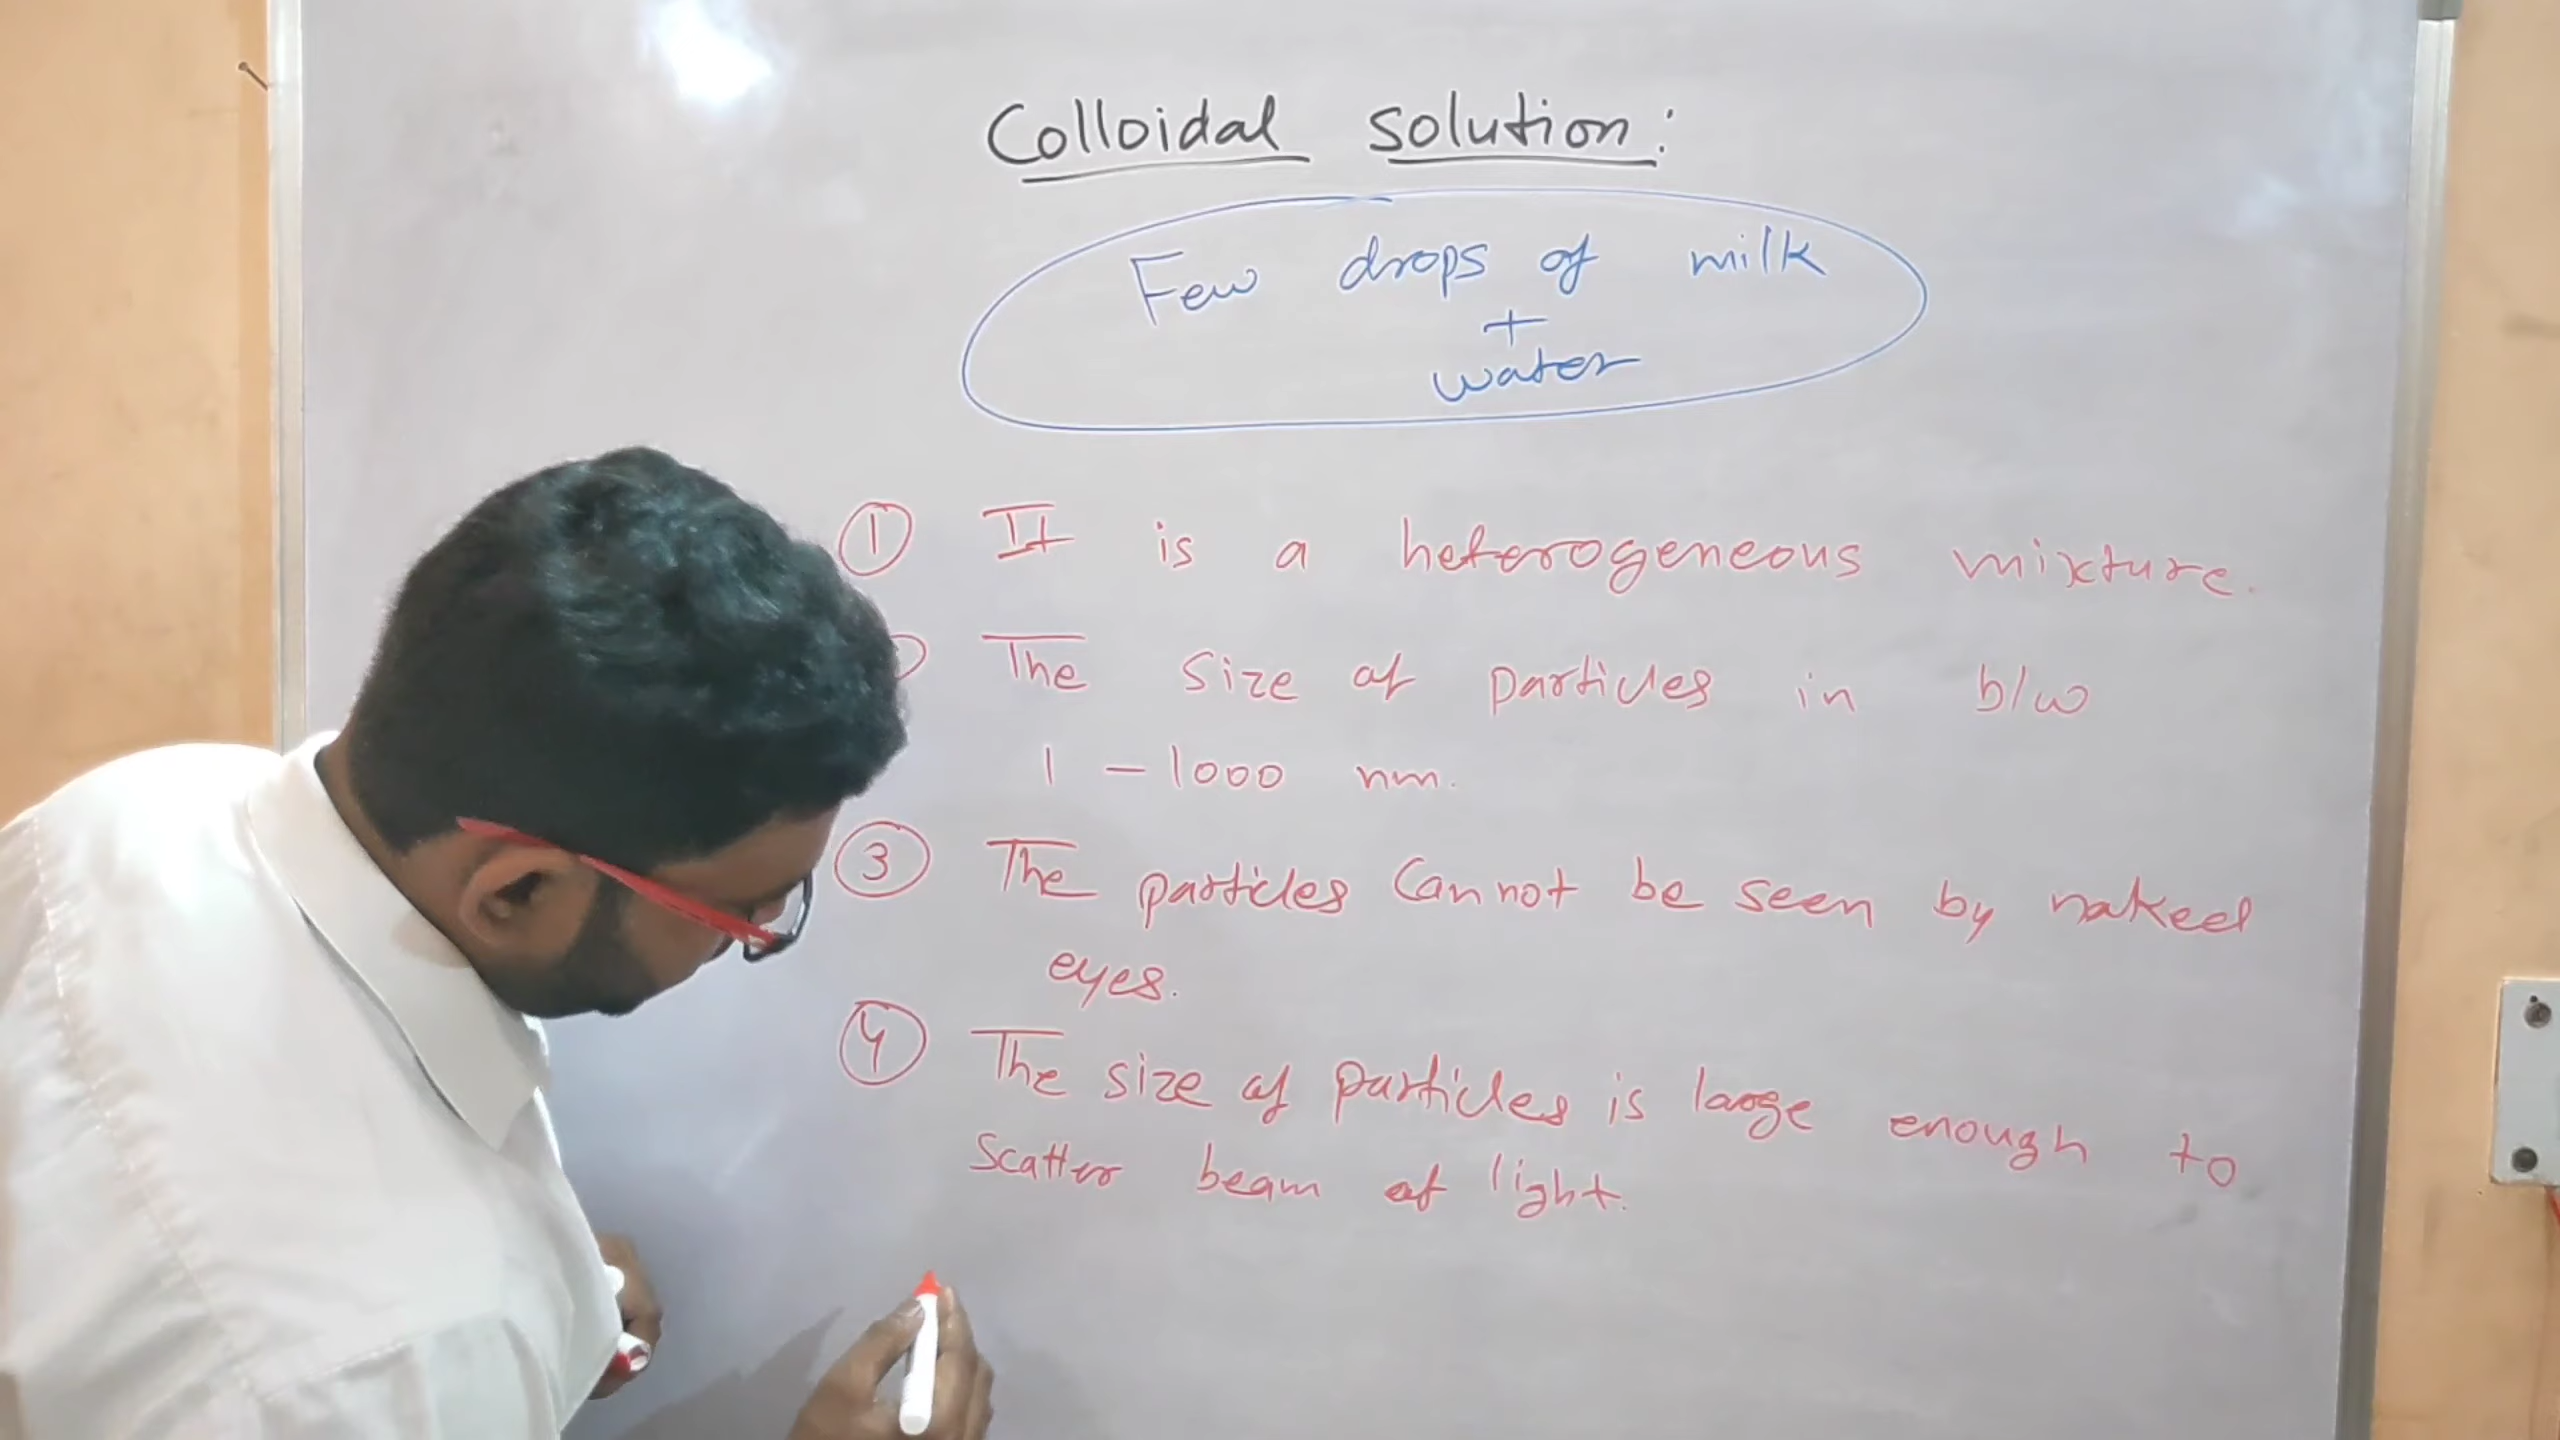 Colloidal solution:
Few drops of milk
+
water
① It is a heterogeneous mixture.
The size of particles in b/w
1 - 1000 nm.
③ The particles cannot be seen by naked
eyes.
④ The size of particles is large enough to
scatter beam of light.